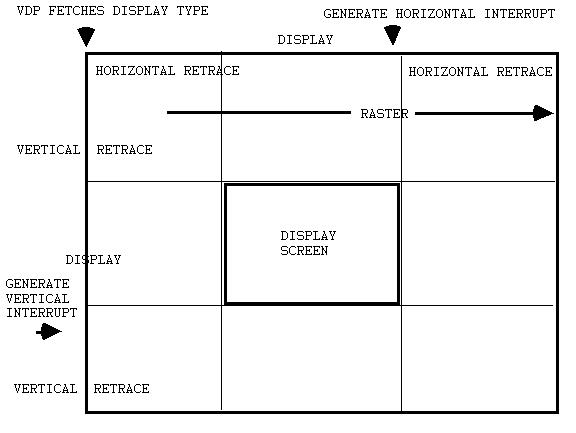 VDP FETCHES DISPLAY TYPE
GENERATE HORIZONTAL INTERRUPT
DISPLAY
HORIZONTAL RETRACE
HORIZONTAL RETRACE
RASTER
VERTICAL RETRACE
DISPLAY
SCREEN
DISPLAY
GENERATE
VERTICAL
INTERRUPT
VERTICAL RETRACE